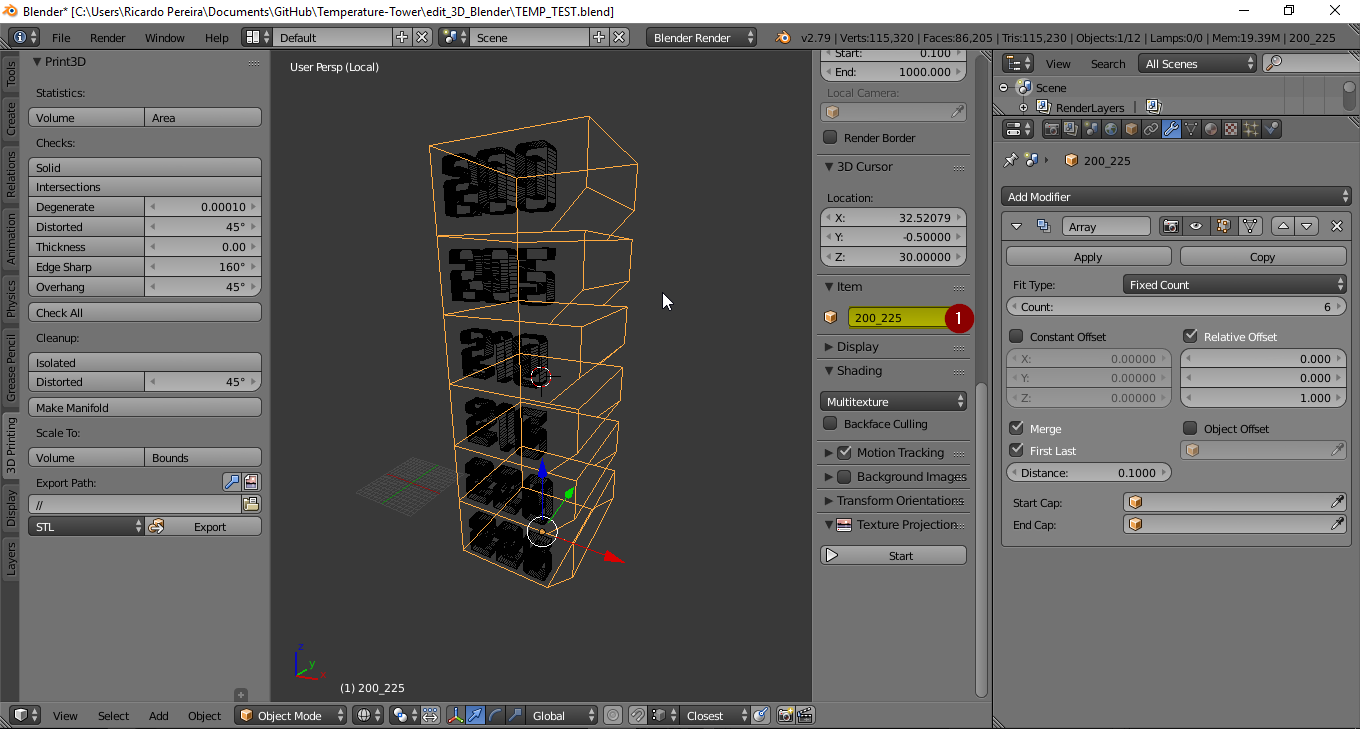 Blender* [C:\Users\Ricardo Pereira\Documents\GitHub\Temperature-Tower\edit_3D_Blender\TEMP_TEST.blend]
File Render Window Help Default Scene Blender Render v2.79 | Verts:115,320 | Faces:86,205 | Tris:115,230 | Objects:1/12 | Lamps:0/0 | Mem:19.39M | 200_225
Tools
Create
Relations
Animation
Physics
Grease Pencil
3D Printing
Display
Layers
Print3D
Statistics:
Volume Area
Checks:
Solid
Intersections
Degenerate 0.00010
Distorted 45°
Thickness 0.00
Edge Sharp 160°
Overhang 45°
Check All
Cleanup:
Isolated
Distorted 45°
Make Manifold
Scale To:
Volume Bounds
Export Path:
//
STL Export
User Persp (Local)
200
205
210
z
y
x
(1) 200_225
View Select Add Object Object Mode Global Closest
Start: 0.100
End: 1000.000
Local Camera:
Render Border
3D Cursor
Location:
X: 32.52079
Y: -0.50000
Z: 30.00000
Item
200_225 1
Display
Shading
Multitexture
Backface Culling
Motion Tracking
Background Images
Transform Orientations
Texture Projection
Start
View Search All Scenes
Scene
RenderLayers |
200_225
Add Modifier
Array
Apply Copy
Fit Type: Fixed Count
Count: 6
Constant Offset Relative Offset
X: 0.00000 0.000
Y: 0.00000 0.000
Z: 0.00000 1.000
Merge Object Offset
First Last
Distance: 0.1000
Start Cap:
End Cap: